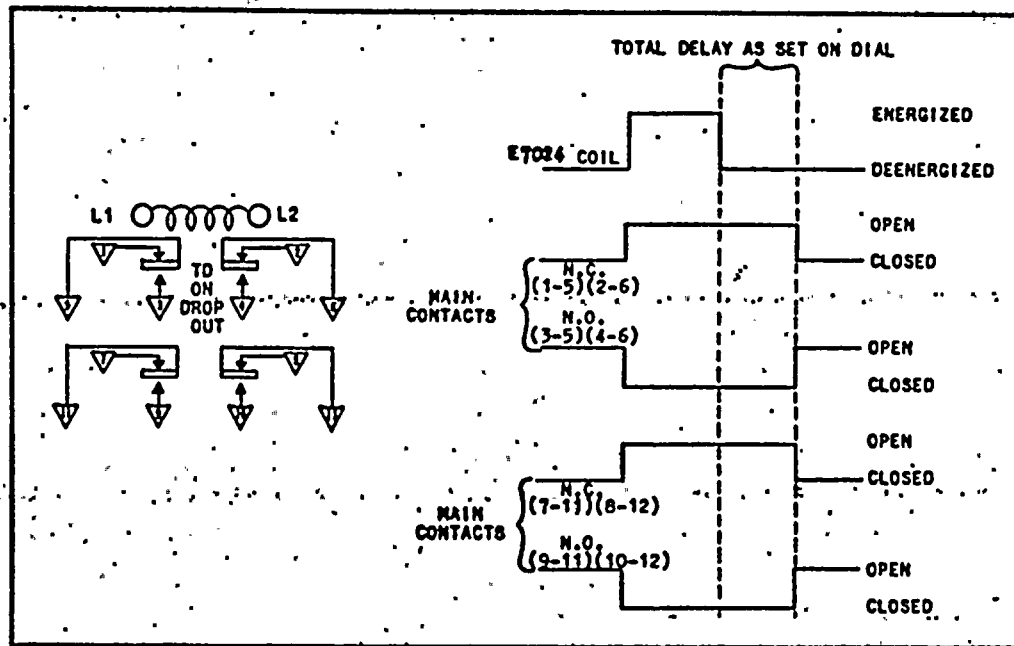 TOTAL DELAY AS SET ON DIAL
ENERGIZED
E7024 COIL
DEENERGIZED
L1 L2
OPEN
CLOSED
TD
ON
DROP
OUT
MAIN
CONTACTS
N.C.
(1-5)(2-6)
N.O.
(3-5)(4-6)
OPEN
CLOSED
OPEN
CLOSED
MAIN
CONTACTS
N.C.
(7-11)(8-12)
N.O.
(9-11)(10-12)
OPEN
CLOSED